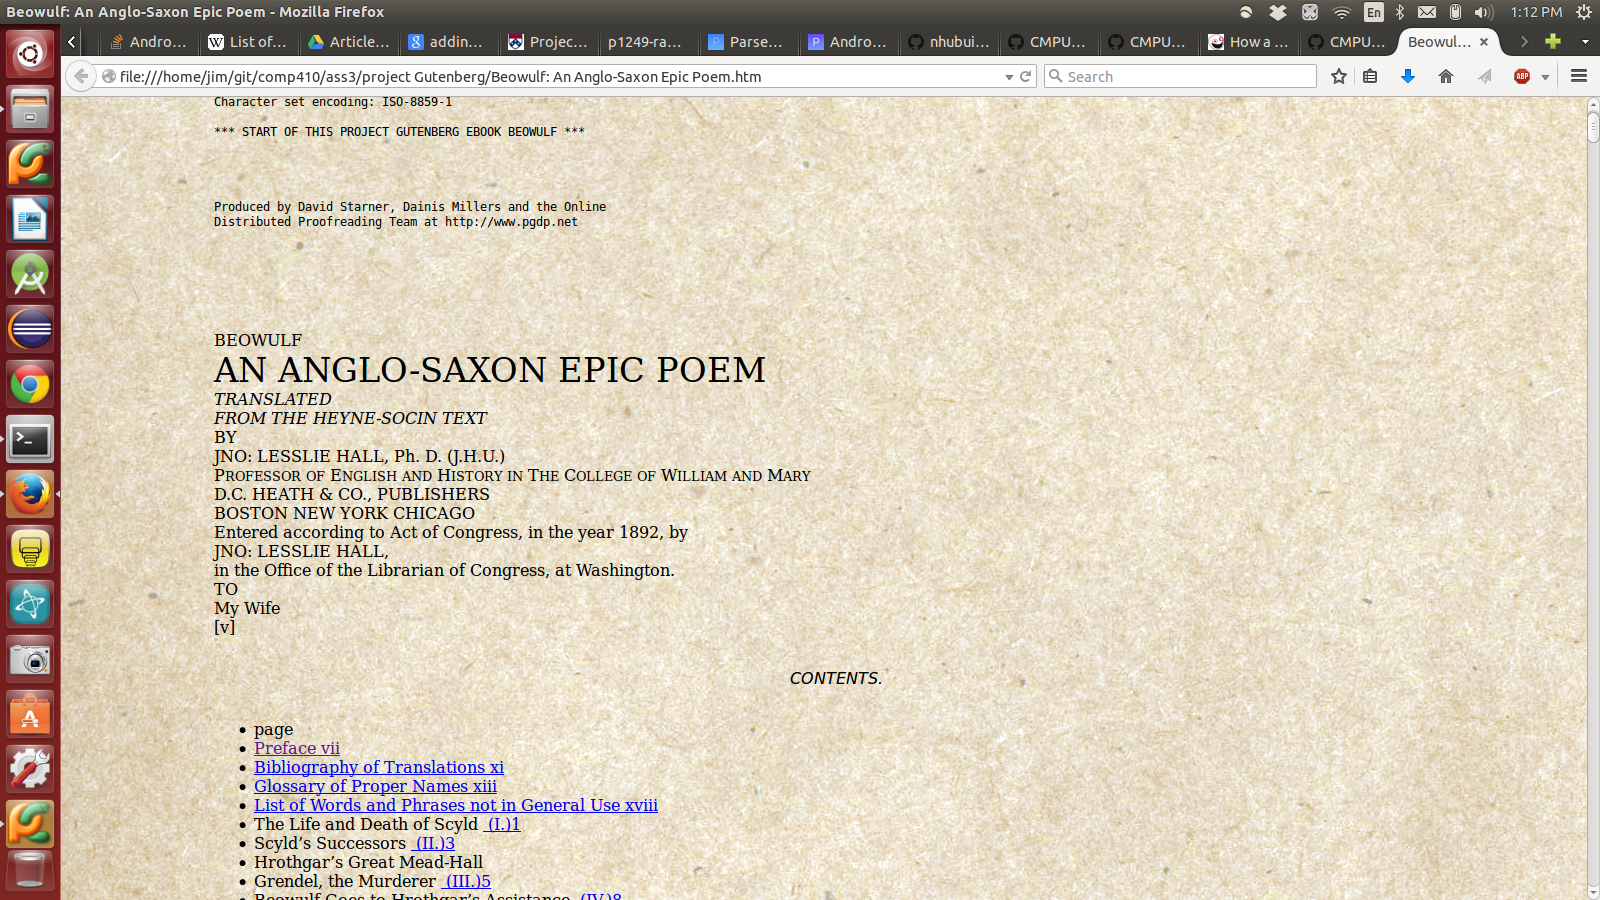 Beowulf: An Anglo-Saxon Epic Poem - Mozilla Firefox
En
1:12 PM
Andro...
List of...
Article...
addin...
Projec...
p1249-ra...
Parse...
Andro...
nhubui...
CMPU...
CMPU...
How a ...
CMPU...
Beowul...
file:///home/jim/git/comp410/ass3/project Gutenberg/Beowulf: An Anglo-Saxon Epic Poem.htm
Search
ABP
Character set encoding: ISO-8859-1
*** START OF THIS PROJECT GUTENBERG EBOOK BEOWULF ***
Produced by David Starner, Dainis Millers and the Online
Distributed Proofreading Team at http://www.pgdp.net
BEOWULF
AN ANGLO-SAXON EPIC POEM
TRANSLATED
FROM THE HEYNE-SOCIN TEXT
BY
JNO: LESSLIE HALL, Ph. D. (J.H.U.)
Professor of English and History in The College of William and Mary
D.C. HEATH & CO., PUBLISHERS
BOSTON NEW YORK CHICAGO
Entered according to Act of Congress, in the year 1892, by
JNO: LESSLIE HALL,
in the Office of the Librarian of Congress, at Washington.
TO
My Wife
[v]
CONTENTS.
• page
• Preface vii
• Bibliography of Translations xi
• Glossary of Proper Names xiii
• List of Words and Phrases not in General Use xviii
• The Life and Death of Scyld (I.)1
• Scyld’s Successors (II.)3
• Hrothgar’s Great Mead-Hall
• Grendel, the Murderer (III.)5
• Beowulf Goes to Hrothgar’s Assistance (IV.)8